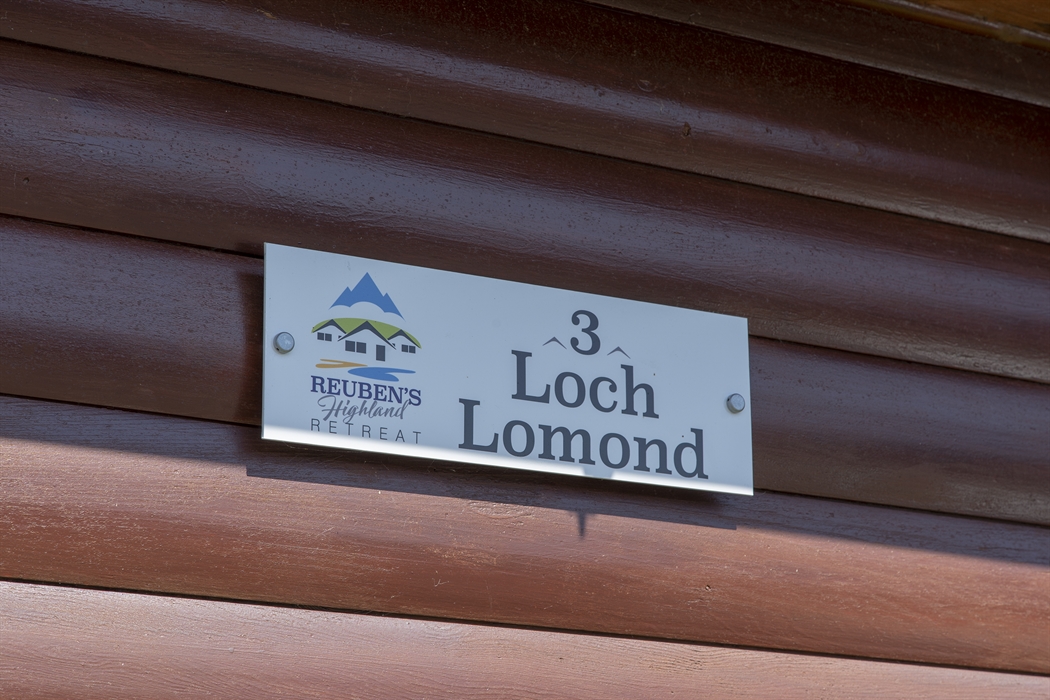 REUBEN'S
Highland
RETREAT
3
Loch
Lomond